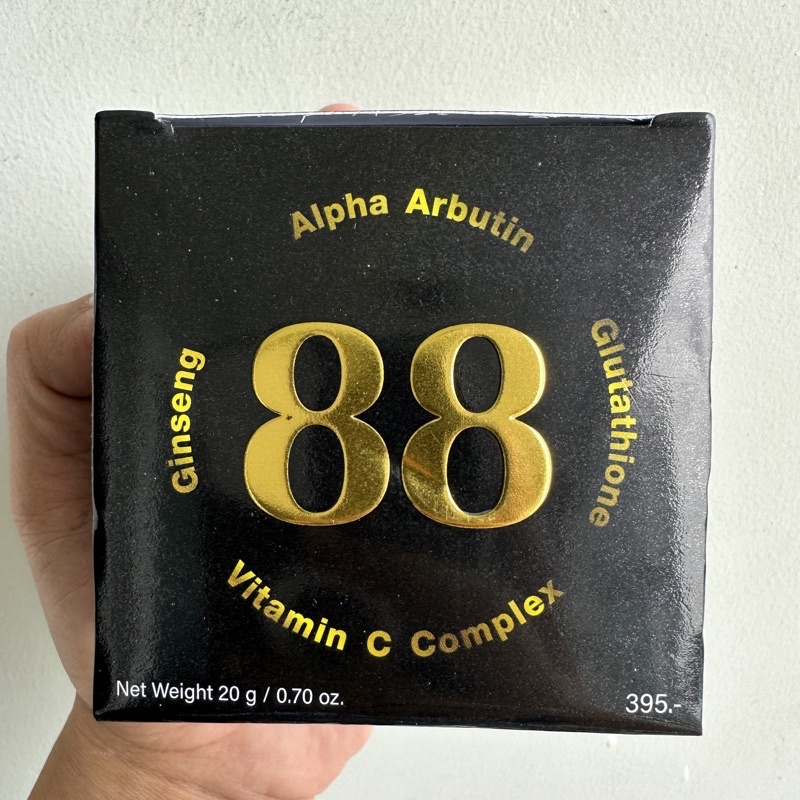 Alpha Arbutin
Ginseng
88
Glutathione
Vitamin C Complex
Net Weight 20 g / 0.70 oz.
395.-